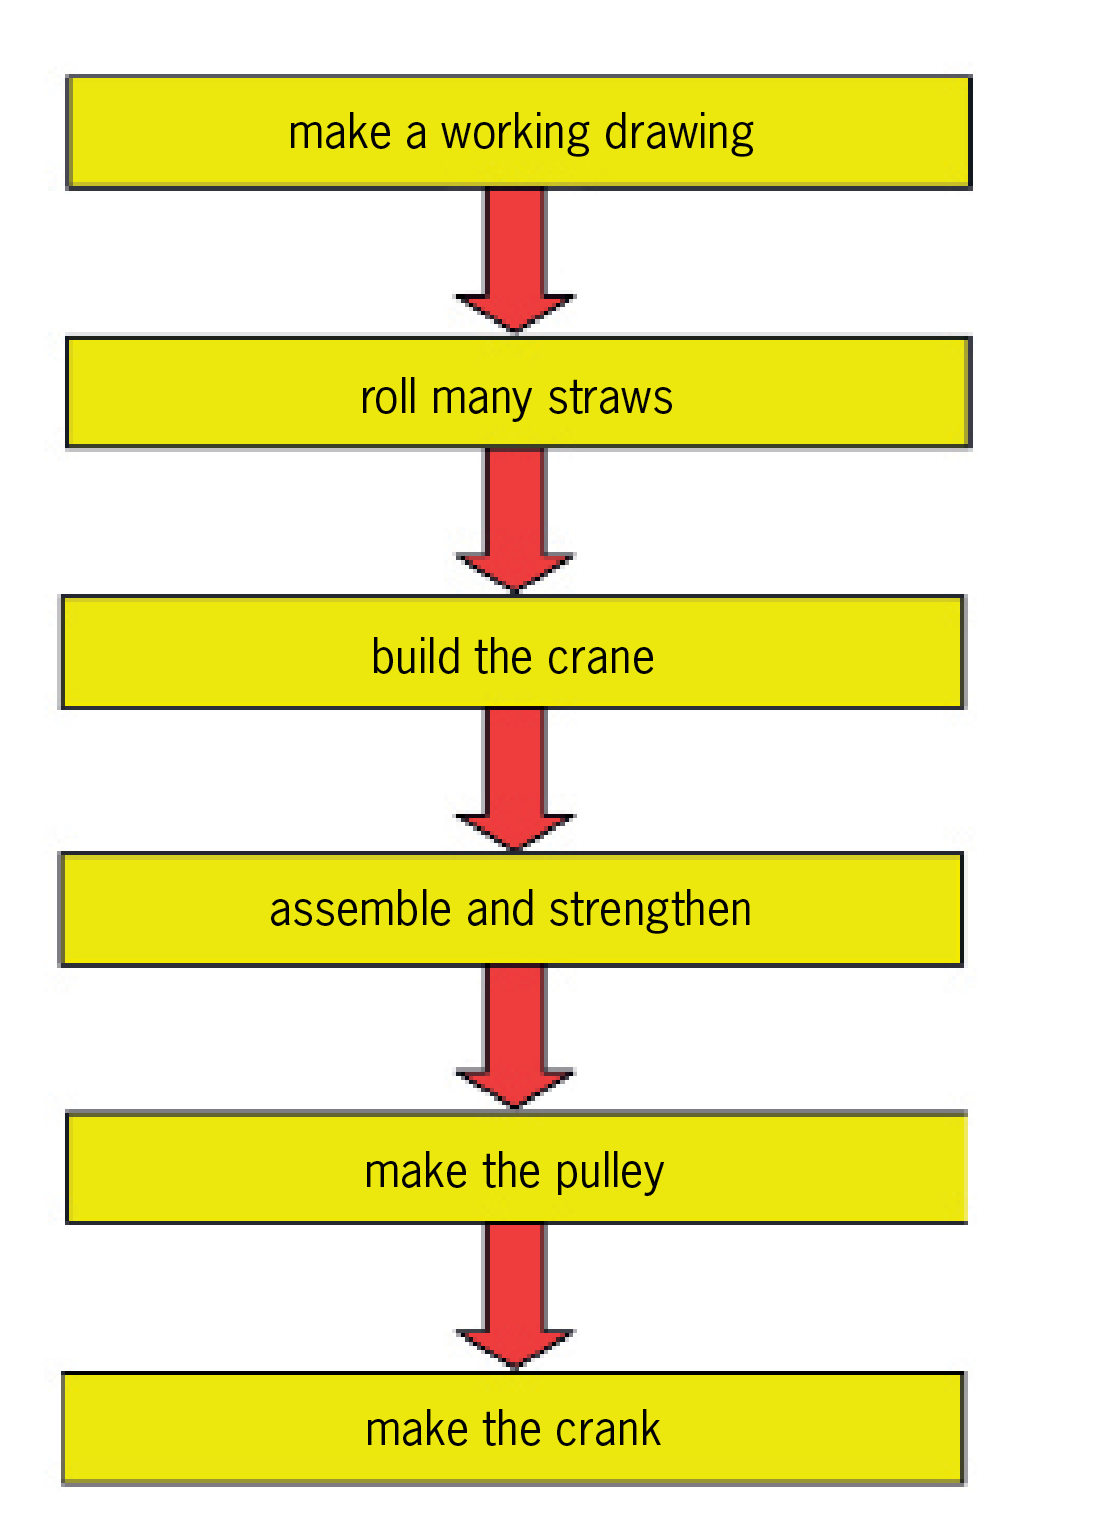 make a working drawing
roll many straws
build the crane
assemble and strengthen
make the pulley
make the crank